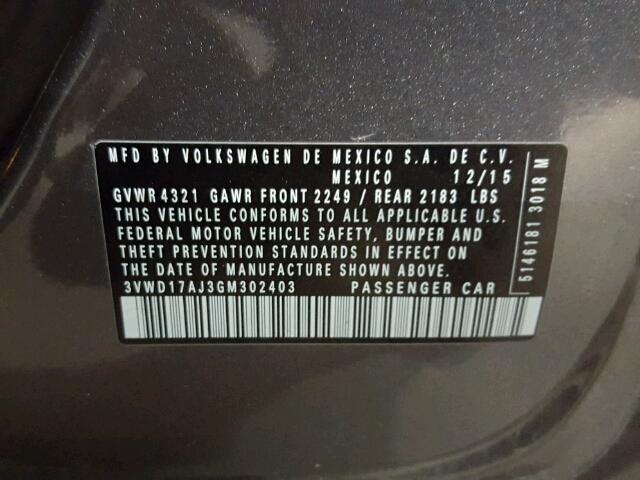 MFD BY VOLKSWAGEN DE MEXICO S.A. DE C.V.
MEXICO 12/15
GVWR 4321 GAWR FRONT 2249 / REAR 2183 LBS
THIS VEHICLE CONFORMS TO ALL APPLICABLE U.S.
FEDERAL MOTOR VEHICLE SAFETY, BUMPER AND
THEFT PREVENTION STANDARDS IN EFFECT ON
THE DATE OF MANUFACTURE SHOWN ABOVE.
3VWD17AJ3GM302403 PASSENGER CAR
5146181 3018 M